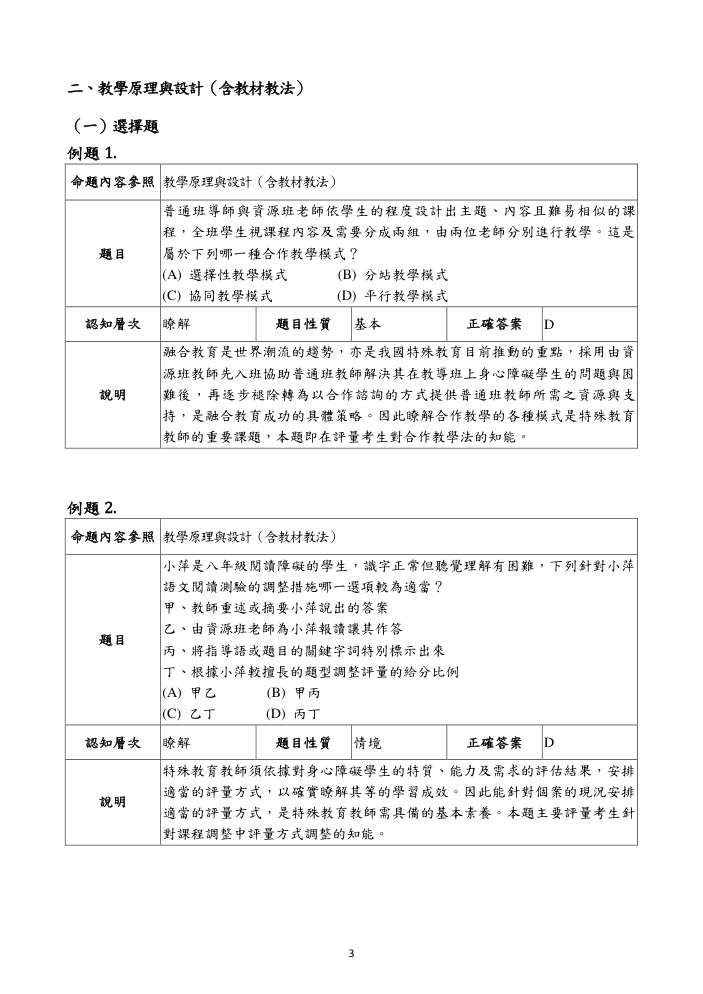 二、教學原理與設計（含教材教法）
（一）選擇題
例題 1.
命題內容參照 教學原理與設計（含教材教法）
題目
普通班導師與資源班老師依學生的程度設計出主題、內容且難易相似的課
程，全班學生視課程內容及需要分成兩組，由兩位老師分別進行教學。這是
屬於下列哪一種合作教學模式？
(A) 選擇性教學模式 (B) 分站教學模式
(C) 協同教學模式 (D) 平行教學模式
認知層次 瞭解 題目性質 基本 正確答案 D
說明
融合教育是世界潮流的趨勢，亦是我國特殊教育目前推動的重點，採用由資
源班教師先入班協助普通班教師解決其在教導班上身心障礙學生的問題與困
難後，再逐步褪除轉為以合作諮詢的方式提供普通班教師所需之資源與支
持，是融合教育成功的具體策略。因此瞭解合作教學的各種模式是特殊教育
教師的重要課題，本題即在評量考生對合作教學法的知能。
例題 2.
命題內容參照 教學原理與設計（含教材教法）
題目
小萍是八年級閱讀障礙的學生，識字正常但聽覺理解有困難，下列針對小萍
語文閱讀測驗的調整措施哪一選項較為適當？
甲、教師重述或摘要小萍說出的答案
乙、由資源班老師為小萍報讀讓其作答
丙、將指導語或題目的關鍵字詞特別標示出來
丁、根據小萍較擅長的題型調整評量的給分比例
(A) 甲乙 (B) 甲丙
(C) 乙丁 (D) 丙丁
認知層次 瞭解 題目性質 情境 正確答案 D
說明
特殊教育教師須依據對身心障礙學生的特質、能力及需求的評估結果，安排
適當的評量方式，以確實瞭解其等的學習成效。因此能針對個案的現況安排
適當的評量方式，是特殊教育教師需具備的基本素養。本題主要評量考生針
對課程調整中評量方式調整的知能。
3